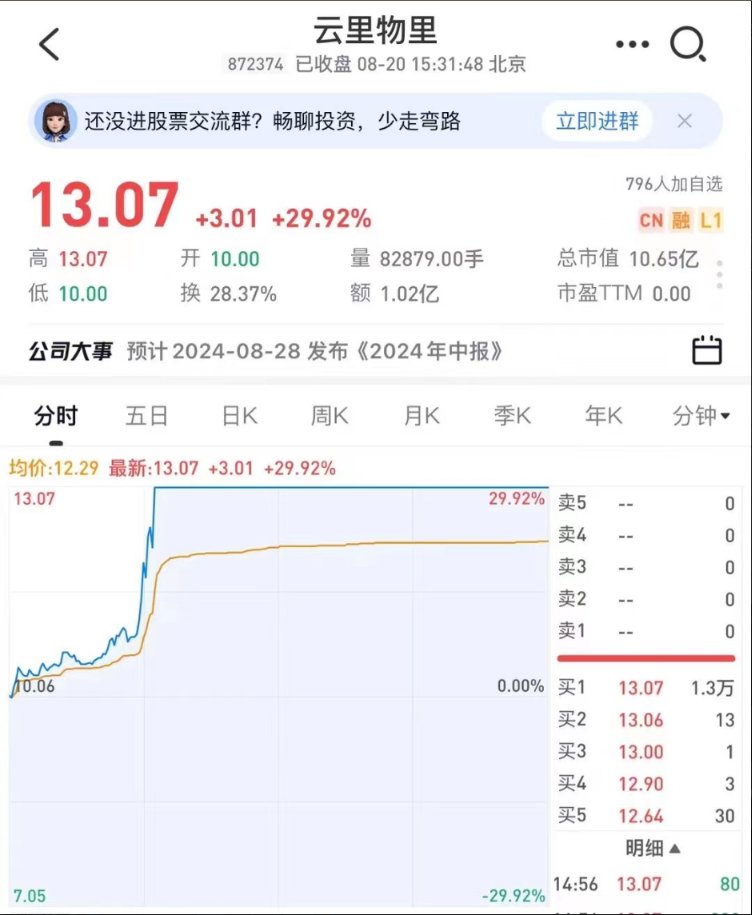 云里物里
872374 已收盘 08-20 15:31:48 北京
还没进股票交流群？畅聊投资，少走弯路 立即进群 ×
13.07 +3.01 +29.92%
796人加自选
CN 融 L1
高 13.07 开 10.00 量 82879.00手 总市值 10.65亿
低 10.00 换 28.37% 额 1.02亿 市盈TTM 0.00
公司大事 预计2024-08-28 发布《2024年中报》
分时 五日 日K 周K 月K 季K 年K 分钟▾
均价:12.29 最新:13.07 +3.01 +29.92%
13.07 29.92%
10.06 0.00%
7.05 -29.92%
卖5 -- 0
卖4 -- 0
卖3 -- 0
卖2 -- 0
卖1 -- 0
买1 13.07 1.3万
买2 13.06 13
买3 13.00 1
买4 12.90 3
买5 12.64 30
明细▲
14:56 13.07 80